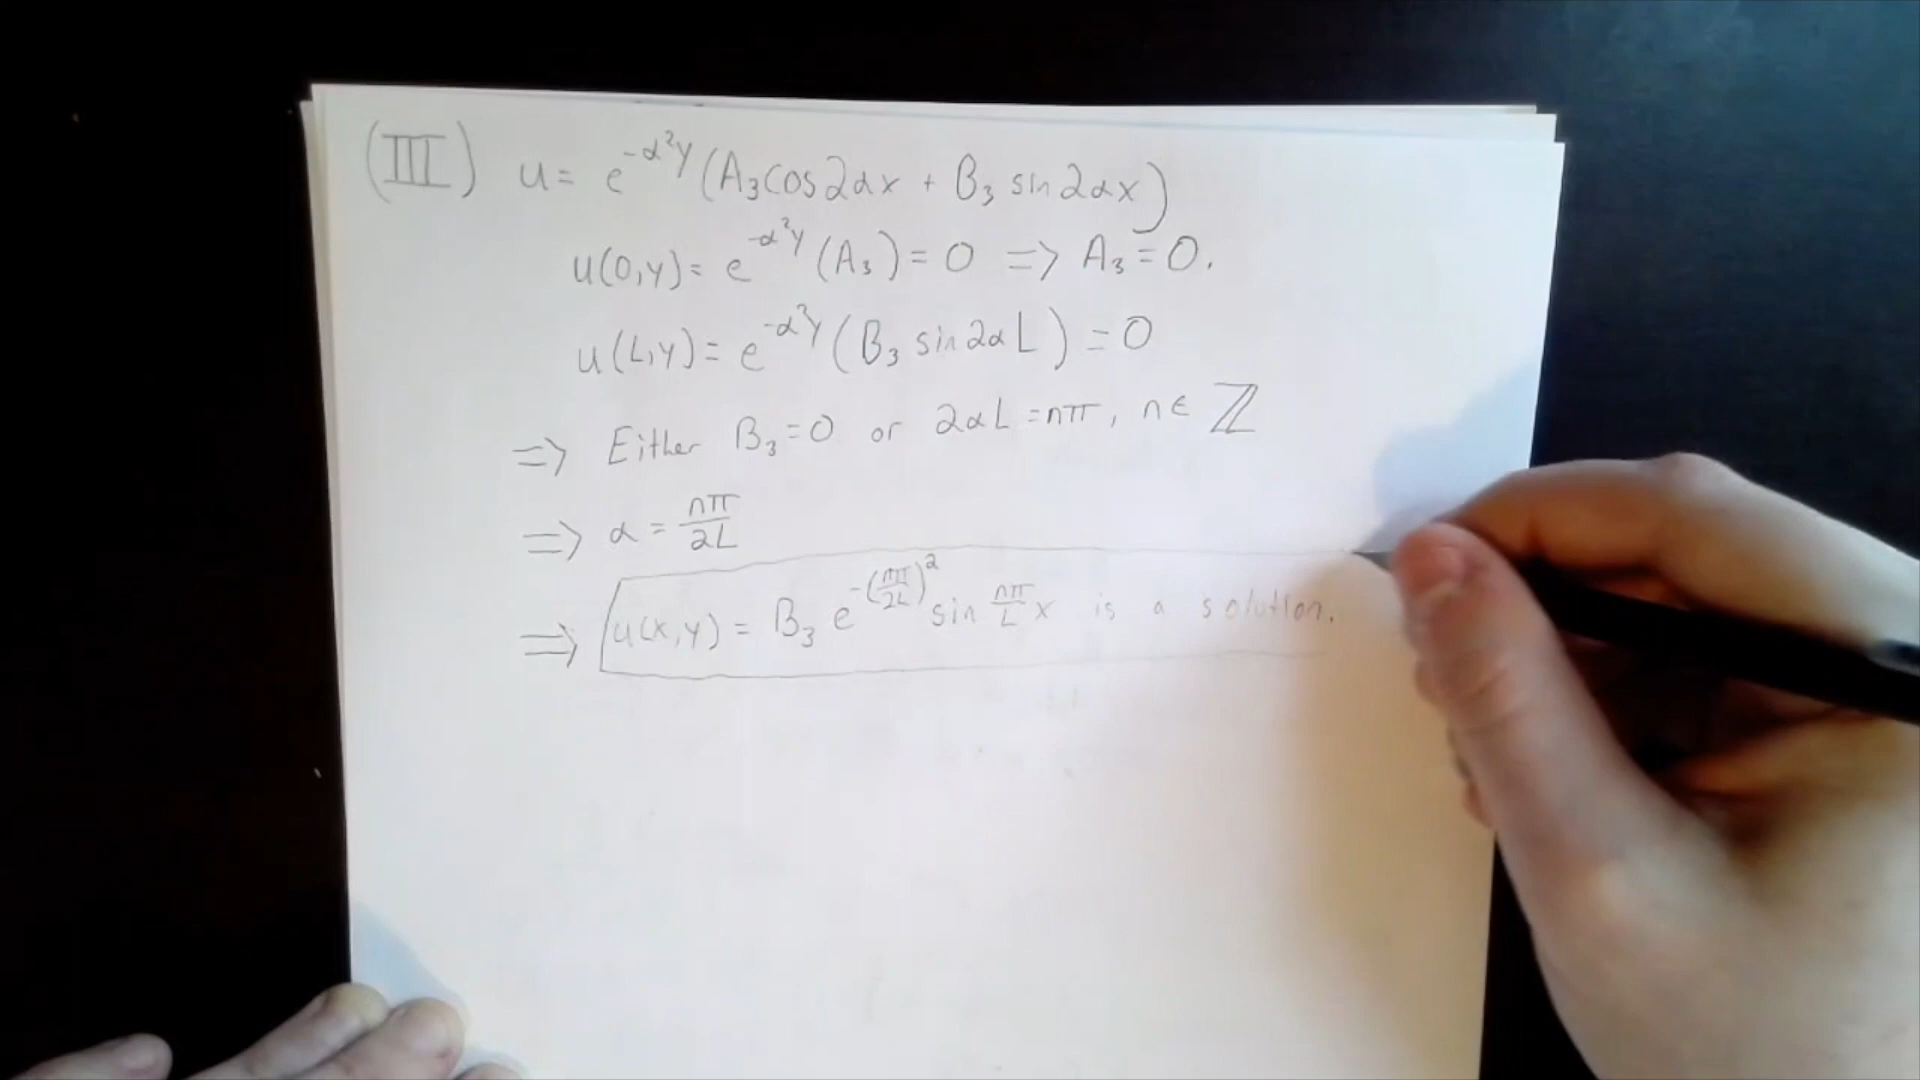 (III) u = e^{-α²y}(A₃cos2αx + B₃ sin2αx)
u(0,y) = e^{-α²y}(A₃) = 0 => A₃ = 0.
u(L,y) = e^{-α²y}(B₃ sin2αL) = 0
=> Either B₃ = 0 or 2αL = nπ, n ∈ ℤ
=> α = nπ/2L
=> u(x,y) = B₃ e^{-(nπ/2L)²} sin nπ/L x is a solution.